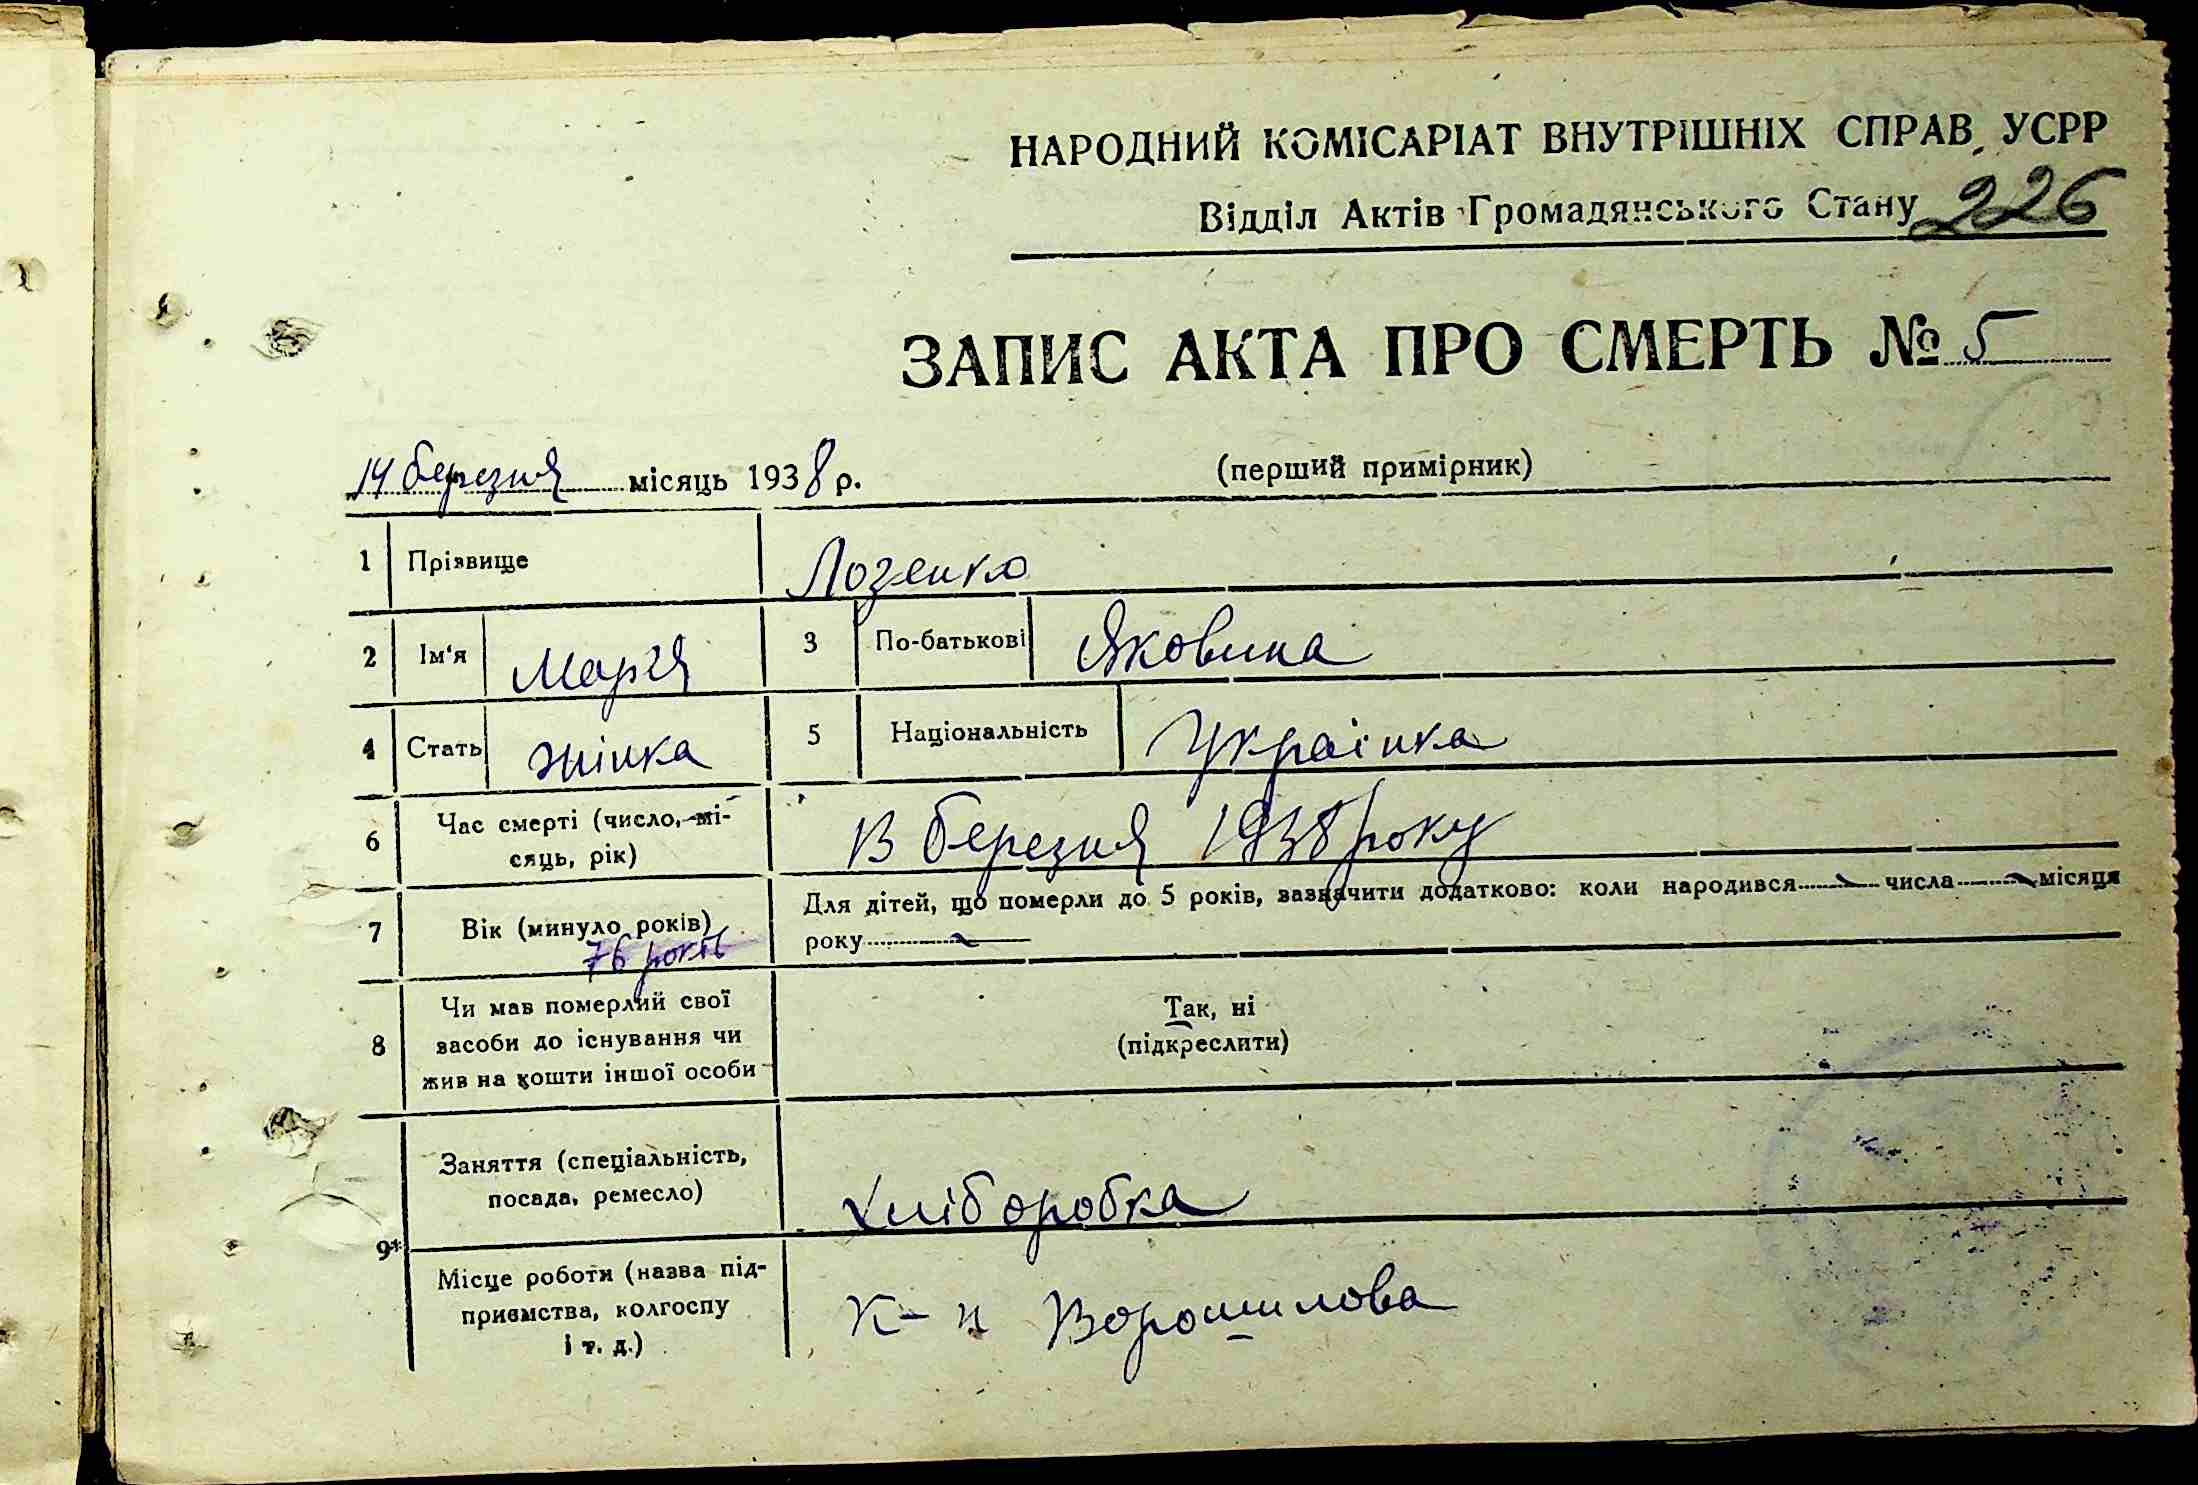 НАРОДНИЙ КОМІСАРІАТ ВНУТРІШНІХ СПРАВ УСРР
Відділ Актів Громадянського Стану 226
ЗАПИС АКТА ПРО СМЕРТЬ № 5
„14 березня місяць 1938 р. (перший примірник)
1 Прізвище Лозенко
2 Ім'я Марія 3 По-батькові Яковина
4 Стать жінка 5 Національність Українка
6 Час смерті (число, мі-
сяць, рік)
13 березня 1938 року
7 Вік (минуло років)
76 років
Для дітей, що померли до 5 років, зазначити додатково: коли народився числа місяця
року
8 Чи мав померлий свої
засоби до існування чи
жив на кошти іншої особи
Так, ні
(підкреслити)
9* Заняття (спеціальність,
посада, ремесло)
Хліборобка
Місце роботи (назва під-
приємства, колгоспу
і т. д.)
К-п Ворошилова